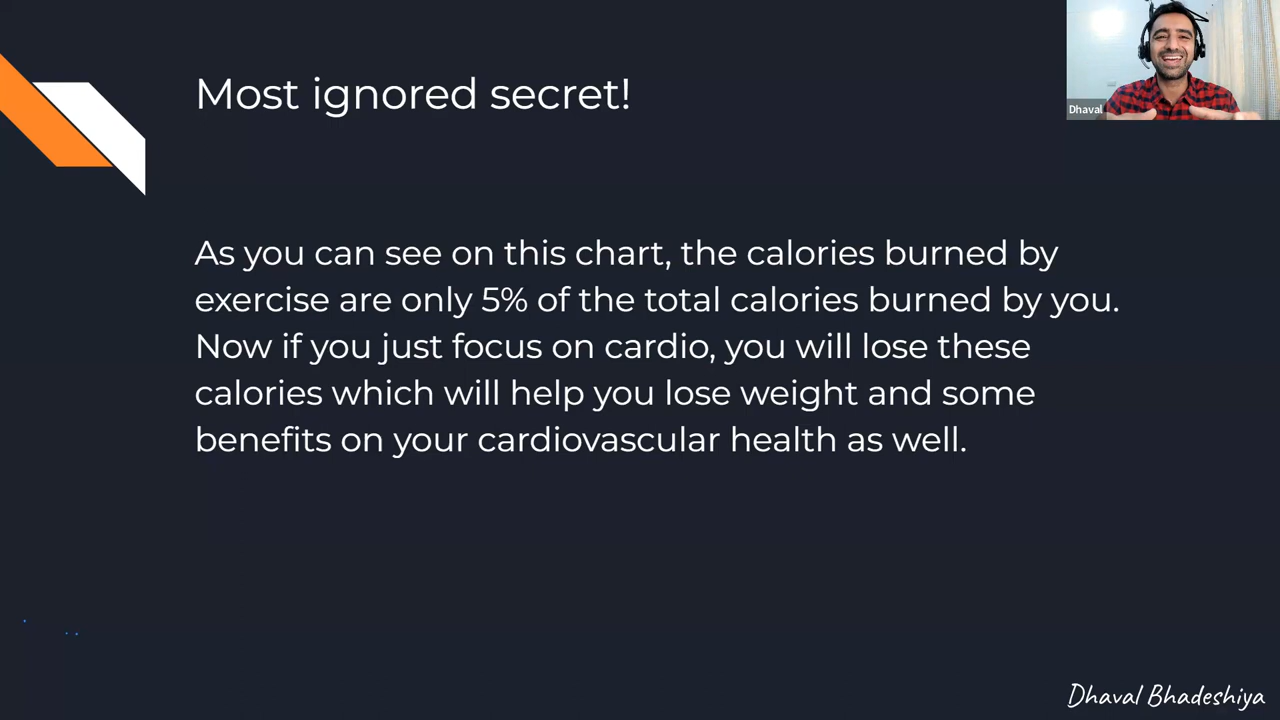 Most ignored secret!
Dhaval
As you can see on this chart, the calories burned by
exercise are only 5% of the total calories burned by you.
Now if you just focus on cardio, you will lose these
calories which will help you lose weight and some
benefits on your cardiovascular health as well.
Dhaval Bhadeshiya